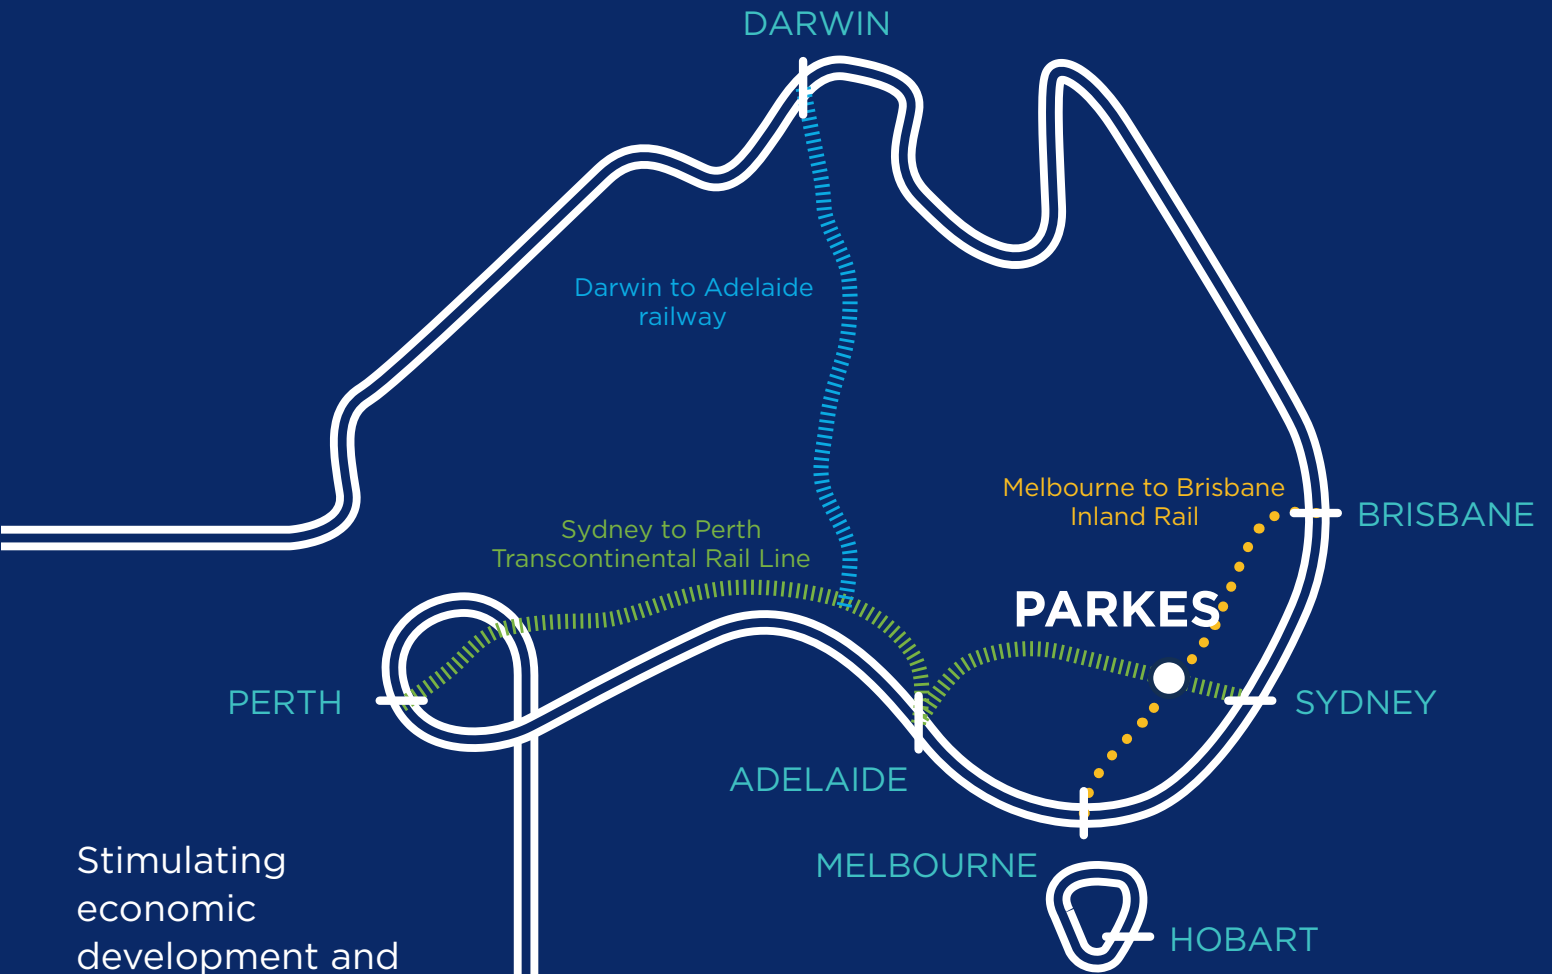 DARWIN
Darwin to Adelaide
railway
Melbourne to Brisbane
Inland Rail
BRISBANE
Sydney to Perth
Transcontinental Rail Line
PARKES
PERTH
SYDNEY
ADELAIDE
MELBOURNE
HOBART
Stimulating
economic
development and